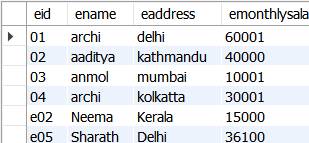 eid ename eaddress emonthlysala
01 archi delhi 60001
02 aaditya kathmandu 40000
03 anmol mumbai 10001
04 archi kolkatta 30001
e02 Neema Kerala 15000
e05 Sharath Delhi 36100